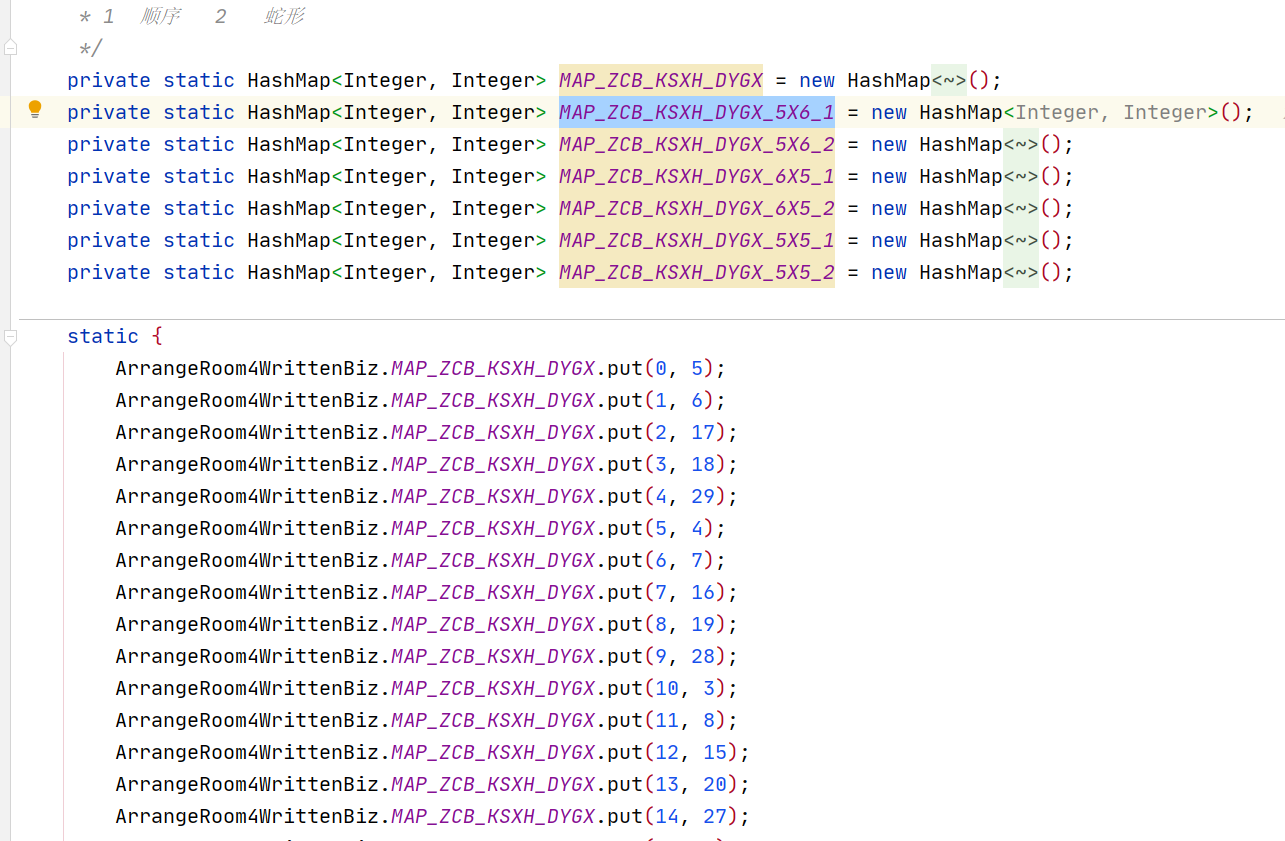 * 1 顺序 2 蛇形
*/
private static HashMap<Integer, Integer> MAP_ZCB_KSXH_DYGX = new HashMap<~>();
private static HashMap<Integer, Integer> MAP_ZCB_KSXH_DYGX_5X6_1 = new HashMap<Integer, Integer>();
private static HashMap<Integer, Integer> MAP_ZCB_KSXH_DYGX_5X6_2 = new HashMap<~>();
private static HashMap<Integer, Integer> MAP_ZCB_KSXH_DYGX_6X5_1 = new HashMap<~>();
private static HashMap<Integer, Integer> MAP_ZCB_KSXH_DYGX_6X5_2 = new HashMap<~>();
private static HashMap<Integer, Integer> MAP_ZCB_KSXH_DYGX_5X5_1 = new HashMap<~>();
private static HashMap<Integer, Integer> MAP_ZCB_KSXH_DYGX_5X5_2 = new HashMap<~>();
static {
ArrangeRoom4WrittenBiz.MAP_ZCB_KSXH_DYGX.put(0, 5);
ArrangeRoom4WrittenBiz.MAP_ZCB_KSXH_DYGX.put(1, 6);
ArrangeRoom4WrittenBiz.MAP_ZCB_KSXH_DYGX.put(2, 17);
ArrangeRoom4WrittenBiz.MAP_ZCB_KSXH_DYGX.put(3, 18);
ArrangeRoom4WrittenBiz.MAP_ZCB_KSXH_DYGX.put(4, 29);
ArrangeRoom4WrittenBiz.MAP_ZCB_KSXH_DYGX.put(5, 4);
ArrangeRoom4WrittenBiz.MAP_ZCB_KSXH_DYGX.put(6, 7);
ArrangeRoom4WrittenBiz.MAP_ZCB_KSXH_DYGX.put(7, 16);
ArrangeRoom4WrittenBiz.MAP_ZCB_KSXH_DYGX.put(8, 19);
ArrangeRoom4WrittenBiz.MAP_ZCB_KSXH_DYGX.put(9, 28);
ArrangeRoom4WrittenBiz.MAP_ZCB_KSXH_DYGX.put(10, 3);
ArrangeRoom4WrittenBiz.MAP_ZCB_KSXH_DYGX.put(11, 8);
ArrangeRoom4WrittenBiz.MAP_ZCB_KSXH_DYGX.put(12, 15);
ArrangeRoom4WrittenBiz.MAP_ZCB_KSXH_DYGX.put(13, 20);
ArrangeRoom4WrittenBiz.MAP_ZCB_KSXH_DYGX.put(14, 27);